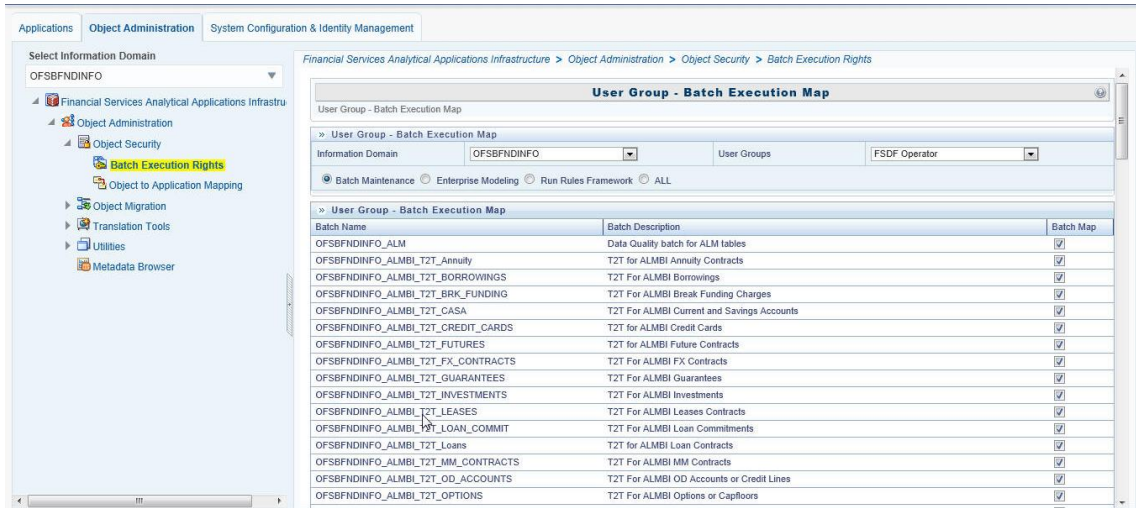 Applications Object Administration System Configuration & Identity Management
Select Information Domain
OFSBFNDINFO
Financial Services Analytical Applications Infrastru
Object Administration
Object Security
Batch Execution Rights
Object to Application Mapping
Object Migration
Translation Tools
Utilities
Metadata Browser
Financial Services Analytical Applications Infrastructure > Object Administration > Object Security > Batch Execution Rights
User Group - Batch Execution Map
User Group - Batch Execution Map
» User Group - Batch Execution Map
Information Domain OFSBFNDINFO User Groups FSDF Operator
Batch Maintenance Enterprise Modeling Run Rules Framework ALL
» User Group - Batch Execution Map
Batch Name Batch Description Batch Map
OFSBFNDINFO_ALM Data Quality batch for ALM tables
OFSBFNDINFO_ALMBI_T2T_Annuity T2T for ALMBI Annuity Contracts
OFSBFNDINFO_ALMBI_T2T_BORROWINGS T2T For ALMBI Borrowings
OFSBFNDINFO_ALMBI_T2T_BRK_FUNDING T2T For ALMBI Break Funding Charges
OFSBFNDINFO_ALMBI_T2T_CASA T2T For ALMBI Current and Savings Accounts
OFSBFNDINFO_ALMBI_T2T_CREDIT_CARDS T2T for ALMBI Credit Cards
OFSBFNDINFO_ALMBI_T2T_FUTURES T2T for ALMBI Future Contracts
OFSBFNDINFO_ALMBI_T2T_FX_CONTRACTS T2T For ALMBI FX Contracts
OFSBFNDINFO_ALMBI_T2T_GUARANTEES T2T For ALMBI Guarantees
OFSBFNDINFO_ALMBI_T2T_INVESTMENTS T2T For ALMBI Investments
OFSBFNDINFO_ALMBI_T2T_LEASES T2T For ALMBI Leases Contracts
OFSBFNDINFO_ALMBI_T2T_LOAN_COMMIT T2T For ALMBI Loan Commitments
OFSBFNDINFO_ALMBI_T2T_Loans T2T for ALMBI Loan Contracts
OFSBFNDINFO_ALMBI_T2T_MM_CONTRACTS T2T For ALMBI MM Contracts
OFSBFNDINFO_ALMBI_T2T_OD_ACCOUNTS T2T For ALMBI OD Accounts or Credit Lines
OFSBFNDINFO_ALMBI_T2T_OPTIONS T2T For ALMBI Options or Capfloors